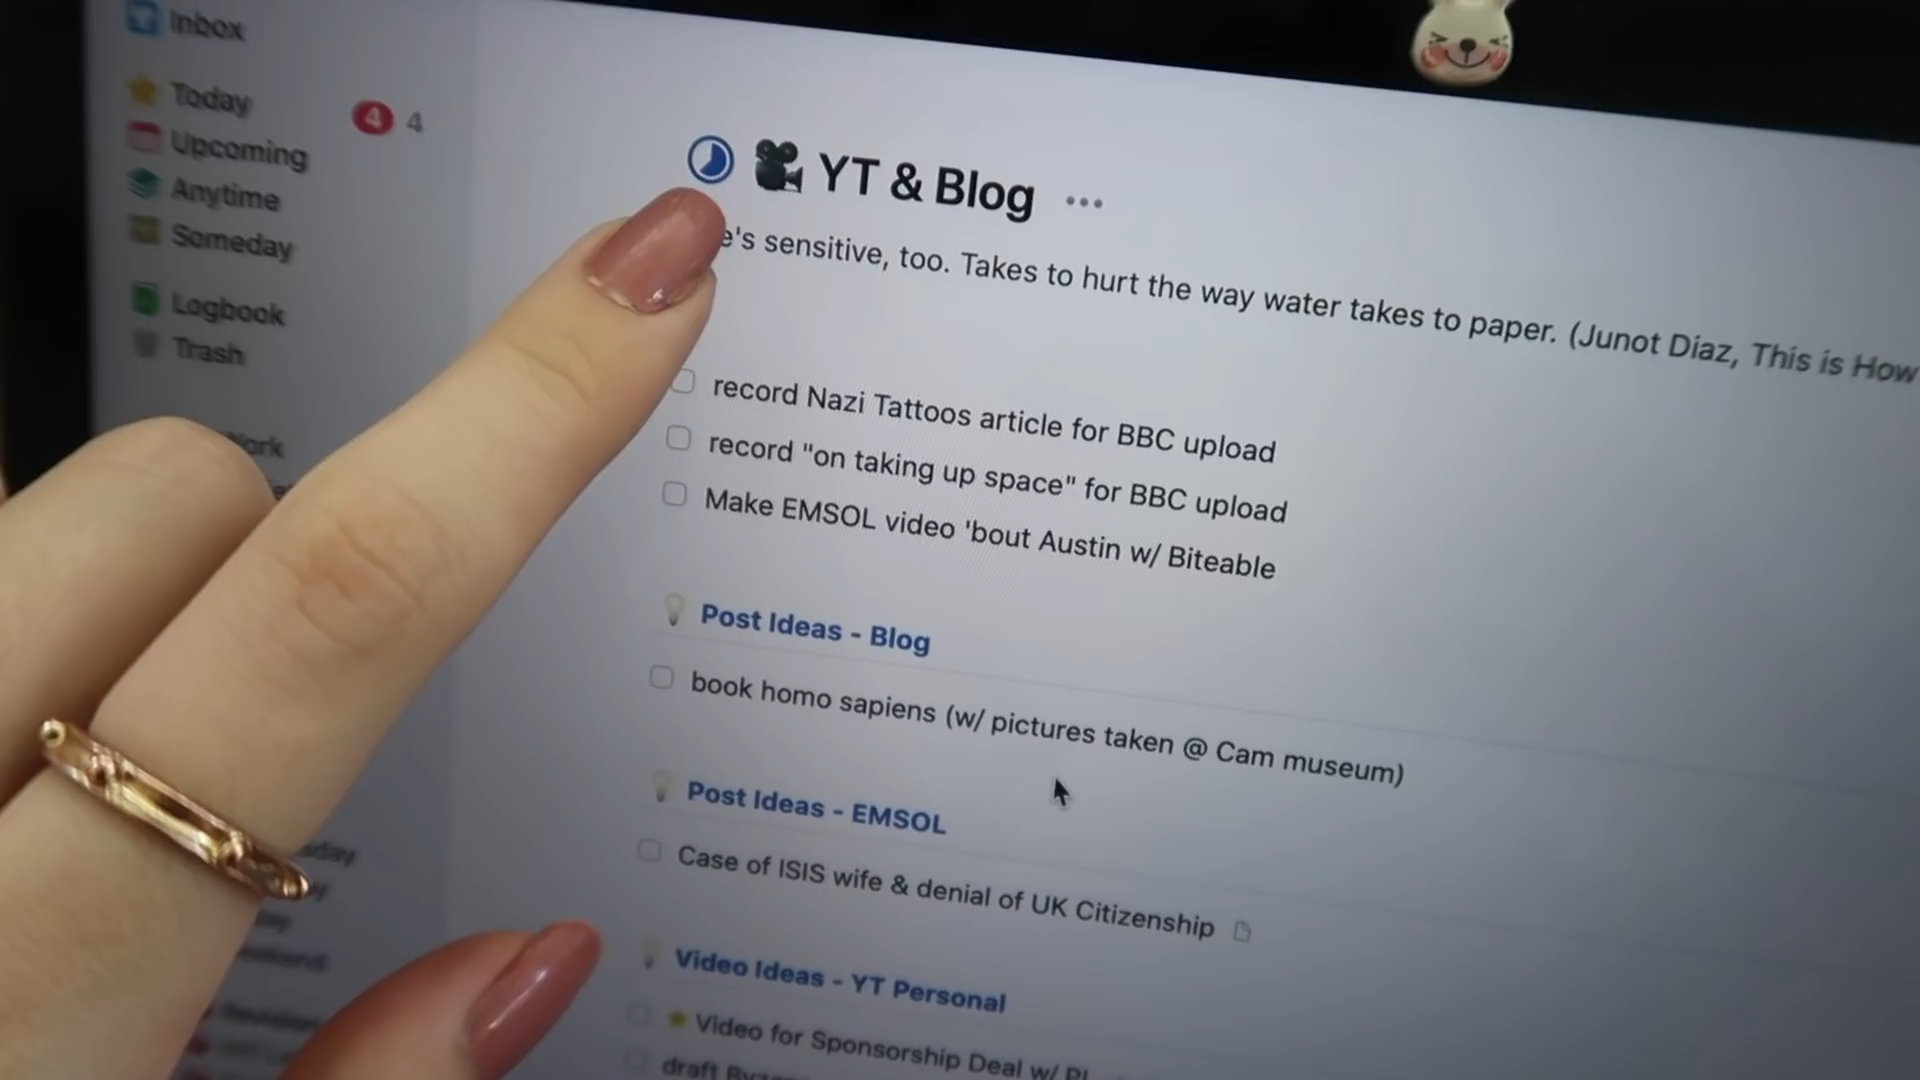 Inbox
Today 4 4
Upcoming
Anytime
Someday
Logbook
Trash
YT & Blog ...
e's sensitive, too. Takes to hurt the way water takes to paper. (Junot Diaz, This is How
record Nazi Tattoos article for BBC upload
record "on taking up space" for BBC upload
Make EMSOL video 'bout Austin w/ Biteable
Post Ideas - Blog
book homo sapiens (w/ pictures taken @ Cam museum)
Post Ideas - EMSOL
Case of ISIS wife & denial of UK Citizenship
Video Ideas - YT Personal
Video for Sponsorship Deal w/
draft